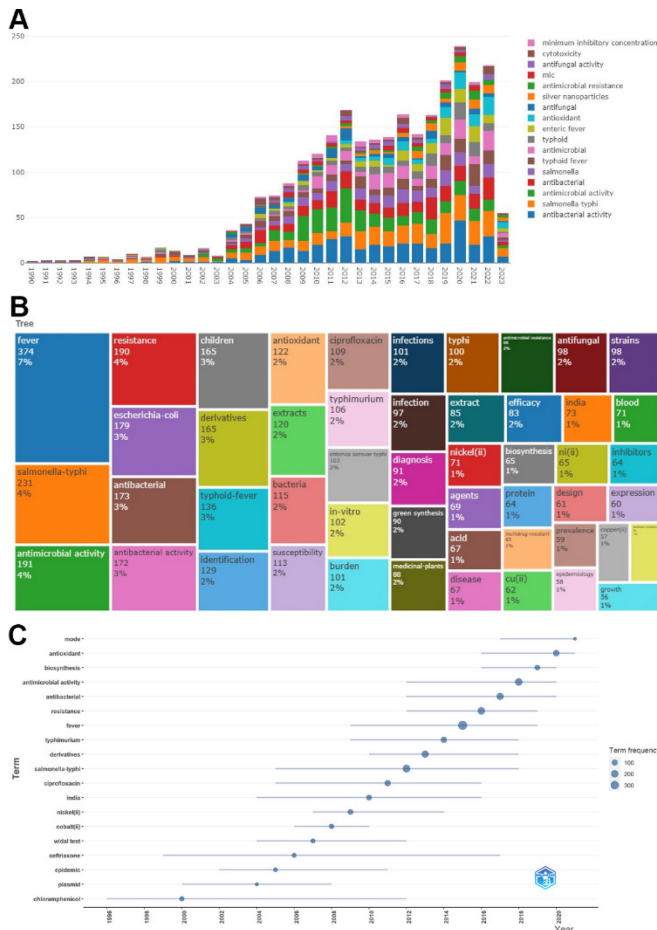 A
250
200
150
100
50
0
1990
1991
1992
1993
1994
1995
1996
1997
1998
1999
2000
2001
2002
2003
2004
2005
2006
2007
2008
2009
2010
2011
2012
2013
2014
2015
2016
2017
2018
2019
2020
2021
2022
2023
minimum inhibitory concentration
cytotoxicity
antifungal activity
mic
antimicrobial resistance
silver nanoparticles
antifungal
antioxidant
enteric fever
typhoid
antimicrobial
typhoid fever
salmonella
antibacterial
antimicrobial activity
salmonella typhi
antibacterial activity
B
Tree
fever
374
7%
salmonella-typhi
231
4%
antimicrobial activity
191
4%
resistance
190
4%
escherichia-coli
179
3%
antibacterial
173
3%
antibacterial activity
172
3%
children
165
3%
derivatives
165
3%
typhoid-fever
136
3%
identification
129
2%
antioxidant
122
2%
extracts
120
2%
bacteria
115
2%
susceptibility
113
2%
ciprofloxacin
109
2%
typhimurium
106
2%
typhi
103
2%
in-vitro
102
2%
burden
101
2%
infections
101
2%
infection
97
2%
diagnosis
91
2%
green synthesis
90
2%
medicinal-plants
88
2%
typhi
100
2%
extract
85
2%
nickel(ii)
71
1%
agents
69
1%
acid
67
1%
disease
67
1%
antimicrobial resistance
2%
efficacy
83
2%
biosynthesis
65
1%
protein
64
1%
multidrug-resistant
1%
cu(ii)
62
1%
antifungal
98
2%
india
73
1%
ni(ii)
65
1%
design
61
1%
prevalence
59
1%
epidemiology
58
1%
strains
98
2%
blood
71
1%
inhibitors
64
1%
expression
60
1%
copper(ii)
57
1%
growth
56
1%
C
Term
mode
antioxidant
biosynthesis
antimicrobial activity
antibacterial
resistance
fever
typhimurium
derivatives
salmonella-typhi
ciprofloxacin
india
nickel(ii)
cobalt(ii)
widal test
ceftriaxone
epidemic
plasmid
chloramphenicol
1996
1998
2000
2002
2004
2006
2008
2010
2012
2014
2016
2018
2020
Year
Term frequency
100
200
300